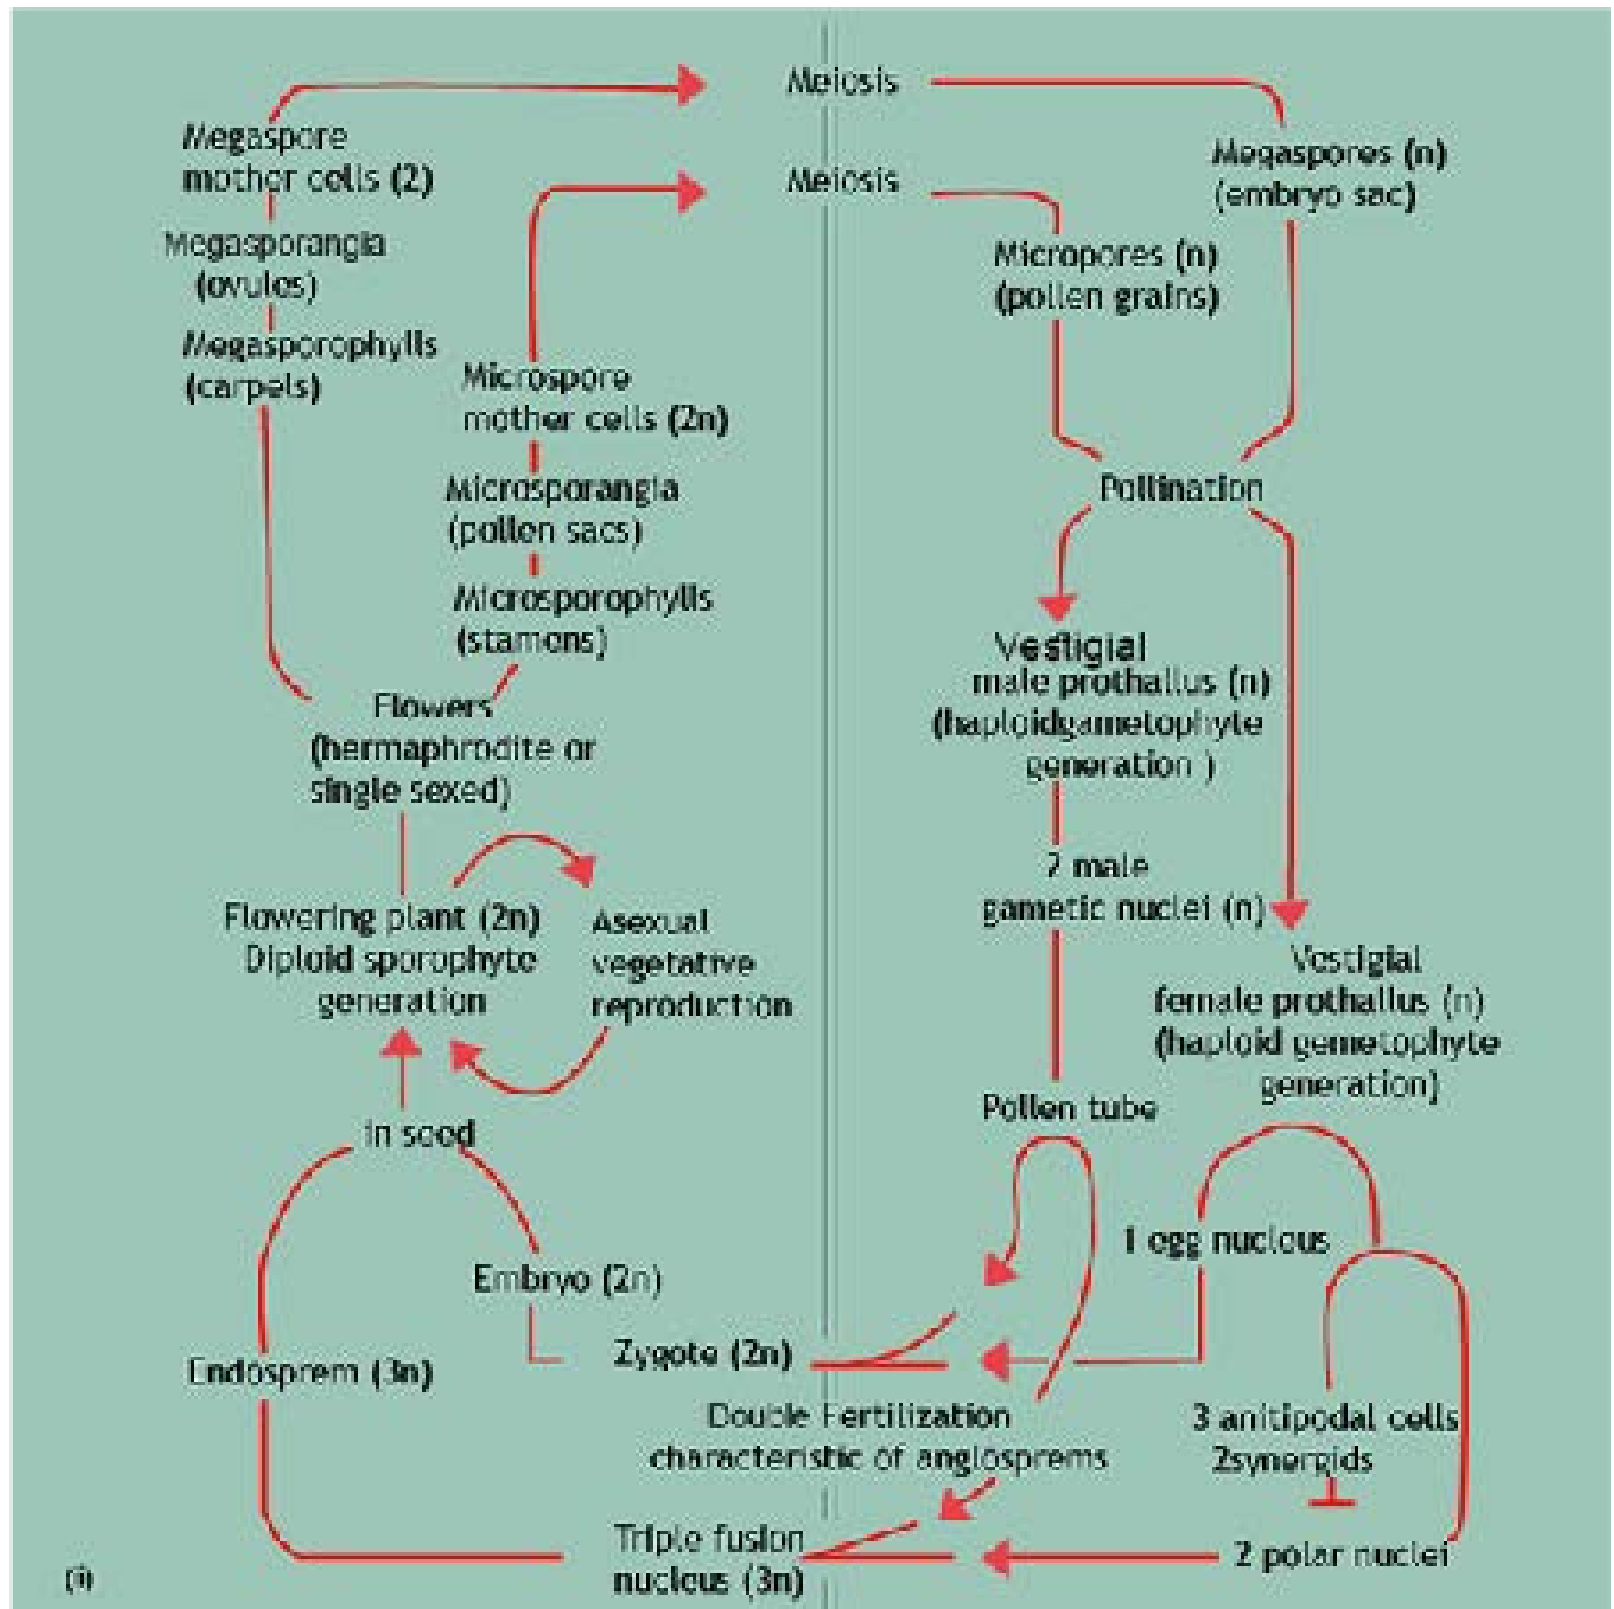 Meiosis
Megaspore
mother cells (2)
Megaspores (n)
(embryo sac)
Meiosis
Megasporangia
(ovules)
Micropores (n)
(pollen grains)
Megasporophylls
(carpels)
Microspore
mother cells (2n)
Microsporangia
(pollen sacs)
Pollination
Microsporophylls
(stamens)
Vestigial
male prothallus (n)
(haploidgametophyte
generation )
Flowers
(hermaphrodite or
single sexed)
2 male
gametic nuclei (n)
Flowering plant (2n)
Diploid sporophyte
generation
Asexual
vegetative
reproduction
Vestigial
female prothallus (n)
(haploid gemetophyte
generation)
Pollen tube
in seed
1 egg nucleus
Embryo (2n)
Zygote (2n)
Endosprem (3n)
Double Fertilization
characteristic of angiosprems
3 anitipodal cells
2synergids
Triple fusion
nucleus (3n)
2 polar nuclei
(i)